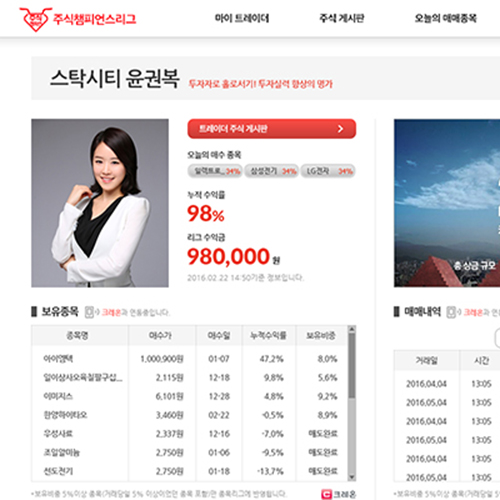 주식챔피언스리그
마이 트레이더
주식 게시판
오늘의 매매종목
스탁시티 윤권복 투자자로 홀로서기! 투자실력 향상의 명가
트레이더 주식 게시판
오늘의 매수 종목
일렉트로.. 34% 삼성전기 34% LG전자 34%
누적 수익률
98%
리그 수익금
980,000 원
2016.02.22 14:50기준 정보입니다.
총 상금 규모
보유종목 크레온과 연동중입니다.
종목명 매수가 매수일 누적수익률 보유비중
아이엠텍 1,000,900원 01-07 47,2% 8,0%
일이삼사오육칠팔구십,,, 2,115원 12-18 9,8% 5,6%
이미지스 6,101원 12-28 4,8% 9,2%
한양하이타오 3,460원 02-22 -0,5% 8,9%
우성사료 2,337원 12-16 -7,0% 매도완료
조일알미늄 2,750원 01-06 -9,5% 매도완료
선도전기 2,750원 01-18 -13,7% 매도완료
*보유비중 5%이상 종목(거래당일 5% 이상이였던 종목 포함)만 종목리그에 반영됩니다.
크레온
매매내역 크레온과
거래일 시간
2016,04,04 13:05
2016,05,04 13:05
2016,04,04 13:05
2016,05,04 13:05
2016,04,04 13:05
2016,05,04 13:05
*보유비중 5%이상 종목(거래